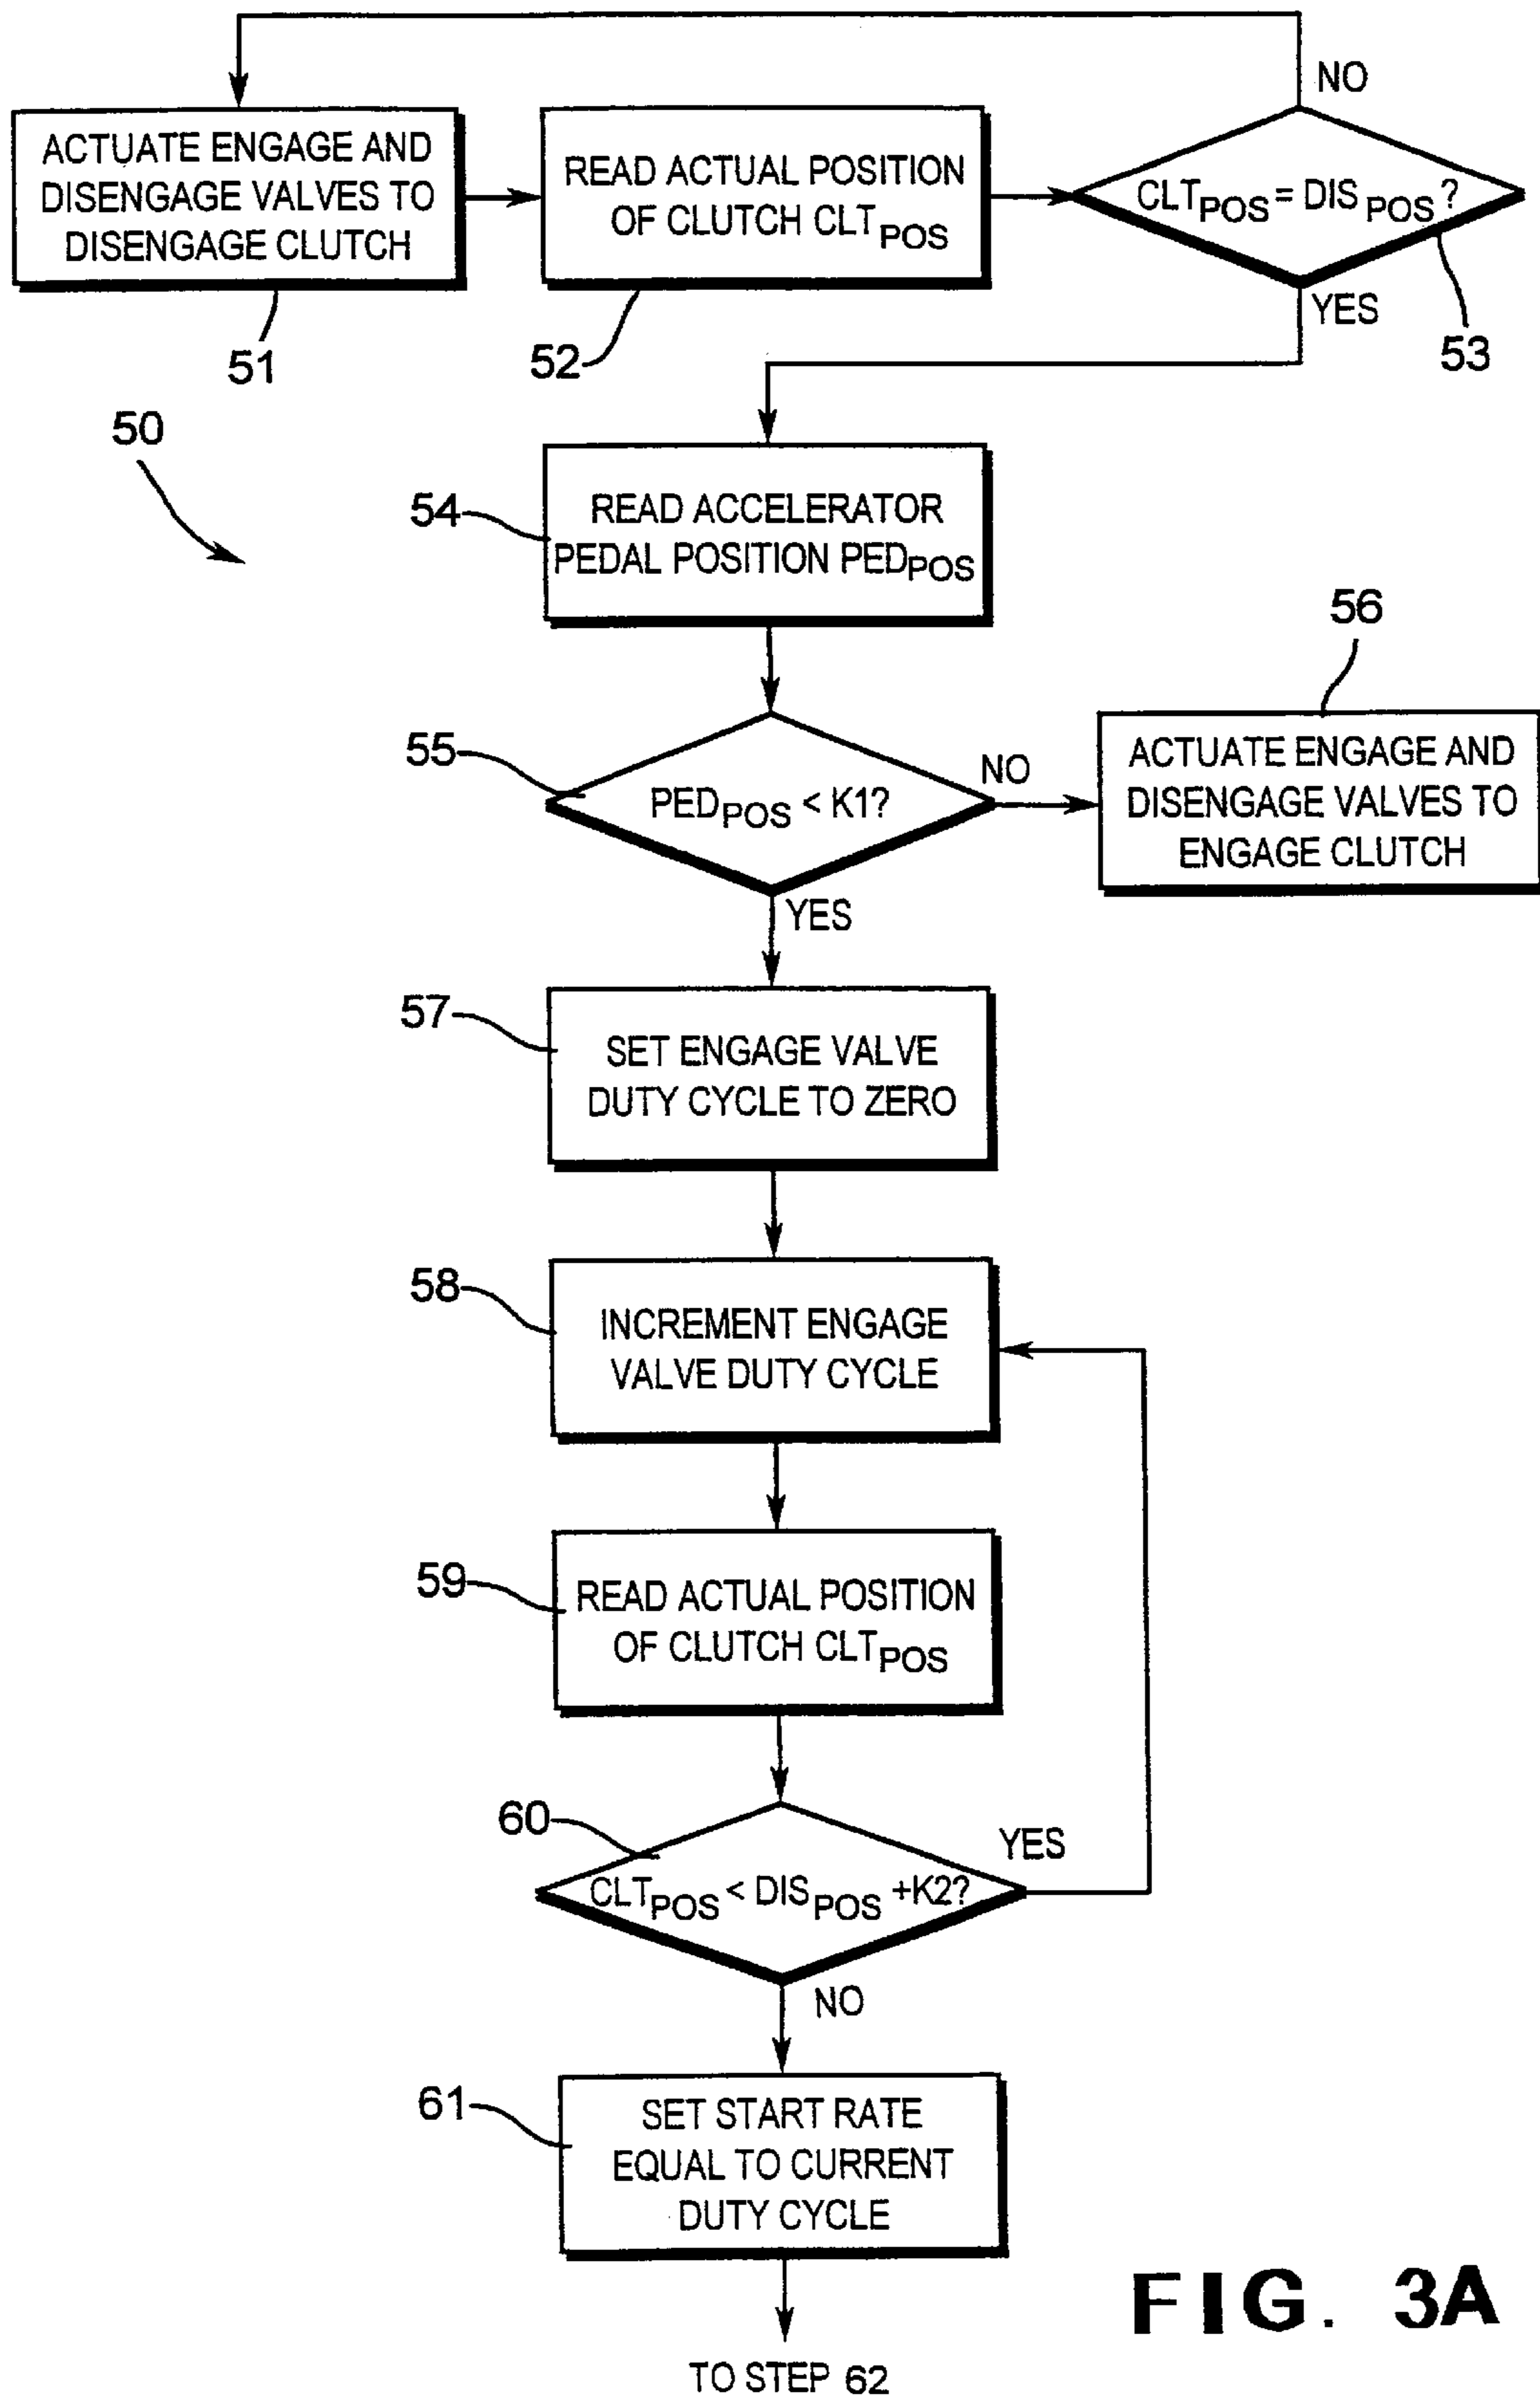 NO
ACTUATE ENGAGE AND
DISENGAGE VALVES TO
DISENGAGE CLUTCH
51
READ ACTUAL POSITION
OF CLUTCH CLTPOS
52
CLTPOS = DISPOS ?
YES
53
50
54
READ ACCELERATOR
PEDAL POSITION PEDPOS
55
PEDPOS < K1?
NO
56
ACTUATE ENGAGE AND
DISENGAGE VALVES TO
ENGAGE CLUTCH
YES
57
SET ENGAGE VALVE
DUTY CYCLE TO ZERO
58
INCREMENT ENGAGE
VALVE DUTY CYCLE
59
READ ACTUAL POSITION
OF CLUTCH CLTPOS
60
CLTPOS < DISPOS +K2?
YES
NO
61
SET START RATE
EQUAL TO CURRENT
DUTY CYCLE
TO STEP 62
FIG. 3A